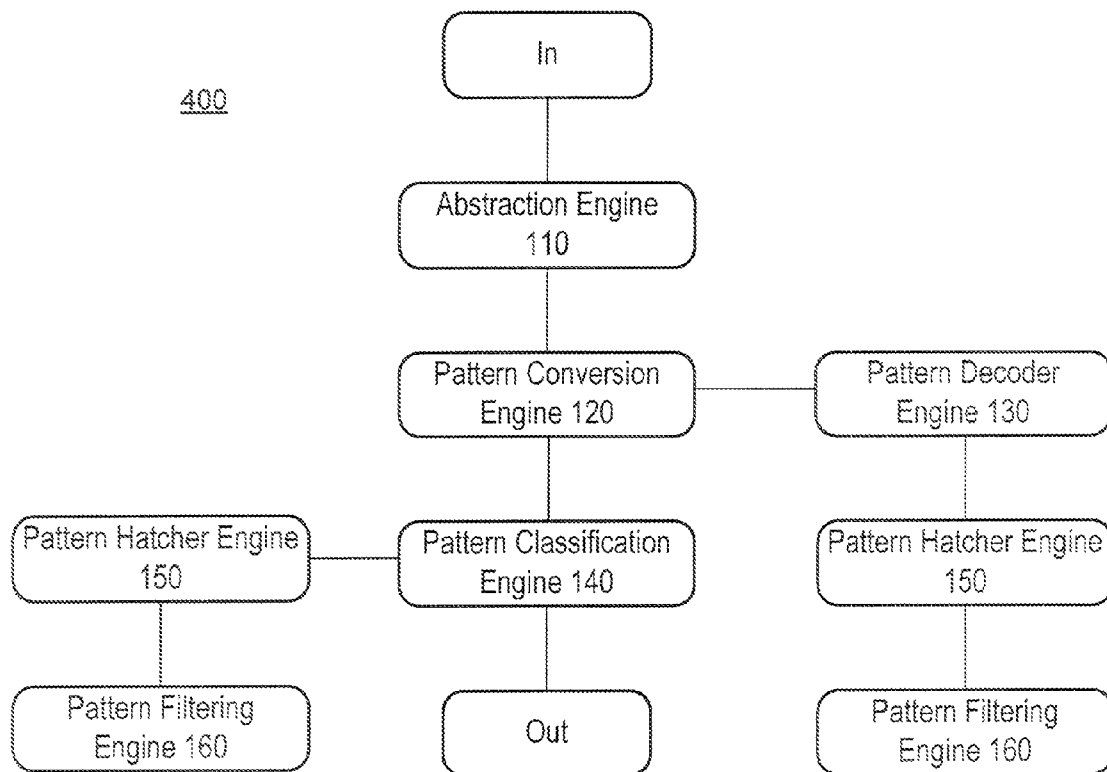 In
400
Abstraction Engine
110
Pattern Conversion
Engine 120
Pattern Decoder
Engine 130
Pattern Hatcher Engine
150
Pattern Classification
Engine 140
Pattern Hatcher Engine
150
Pattern Filtering
Engine 160
Out
Pattern Filtering
Engine 160